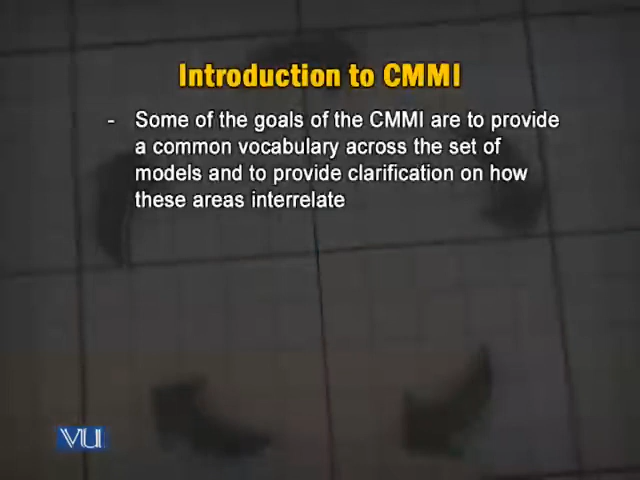 Introduction to CMMI
- Some of the goals of the CMMI are to provide
a common vocabulary across the set of
models and to provide clarification on how
these areas interrelate
VU